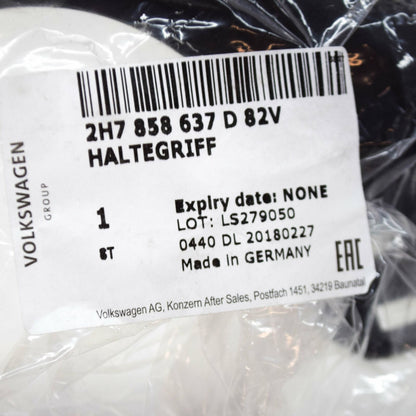 2H7 858 637 D 82V
HALTEGRIFF
VOLKSWAGEN
GROUP
1
ST
Expiry date: NONE
LOT: LS279050
0440 DL 20180227
Made in GERMANY
EAC
Volkswagen AG, Konzern After Sales, Postfach 1451, 34219 Baunatal